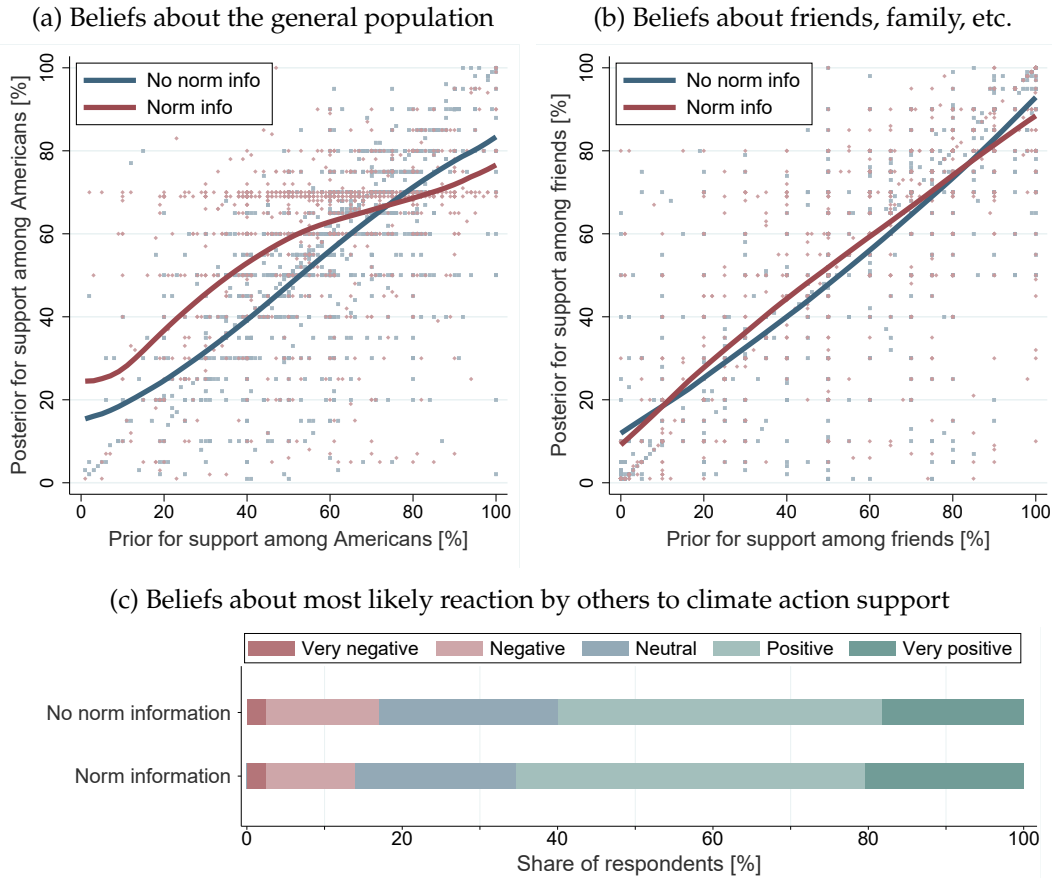 (a) Beliefs about the general population
(b) Beliefs about friends, family, etc.
No norm info
Norm info
Posterior for support among Americans [%]
100
80
60
40
20
0
0 20 40 60 80 100
Prior for support among Americans [%]
No norm info
Norm info
Posterior for support among friends [%]
100
80
60
40
20
0
0 20 40 60 80 100
Prior for support among friends [%]
(c) Beliefs about most likely reaction by others to climate action support
Very negative Negative Neutral Positive Very positive
No norm information
Norm information
0 20 40 60 80 100
Share of respondents [%]